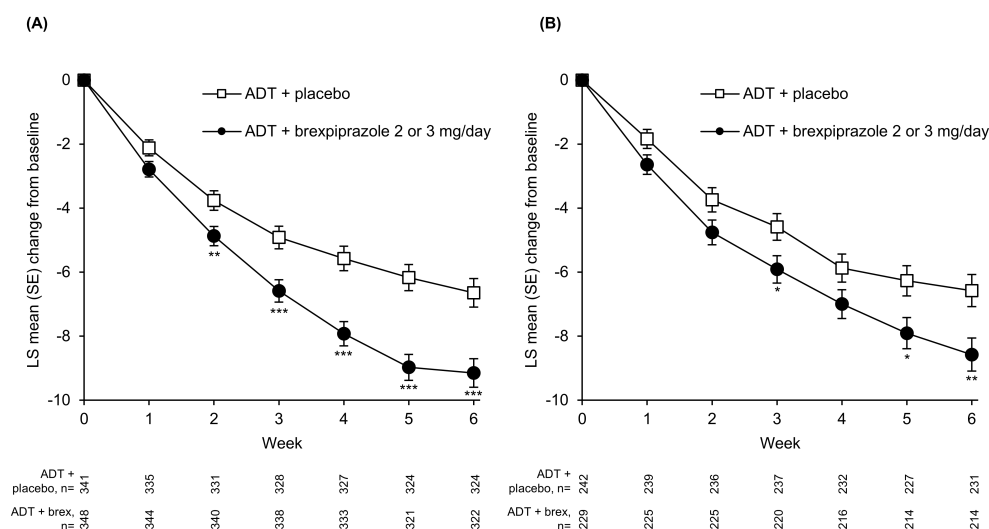 (A)
0
-2
-4
-6
-8
-10
LS mean (SE) change from baseline
ADT + placebo
ADT + brexpiprazole 2 or 3 mg/day
**
***
***
***
***
0 1 2 3 4 5 6
Week
ADT +
placebo, n= 341 335 331 328 327 324 324
ADT + brex,
n= 348 344 340 338 333 321 322
(B)
0
-2
-4
-6
-8
-10
LS mean (SE) change from baseline
ADT + placebo
ADT + brexpiprazole 2 or 3 mg/day
*
*
**
0 1 2 3 4 5 6
Week
ADT +
placebo, n= 242 239 236 237 232 227 231
ADT + brex,
n= 229 225 225 220 216 214 214